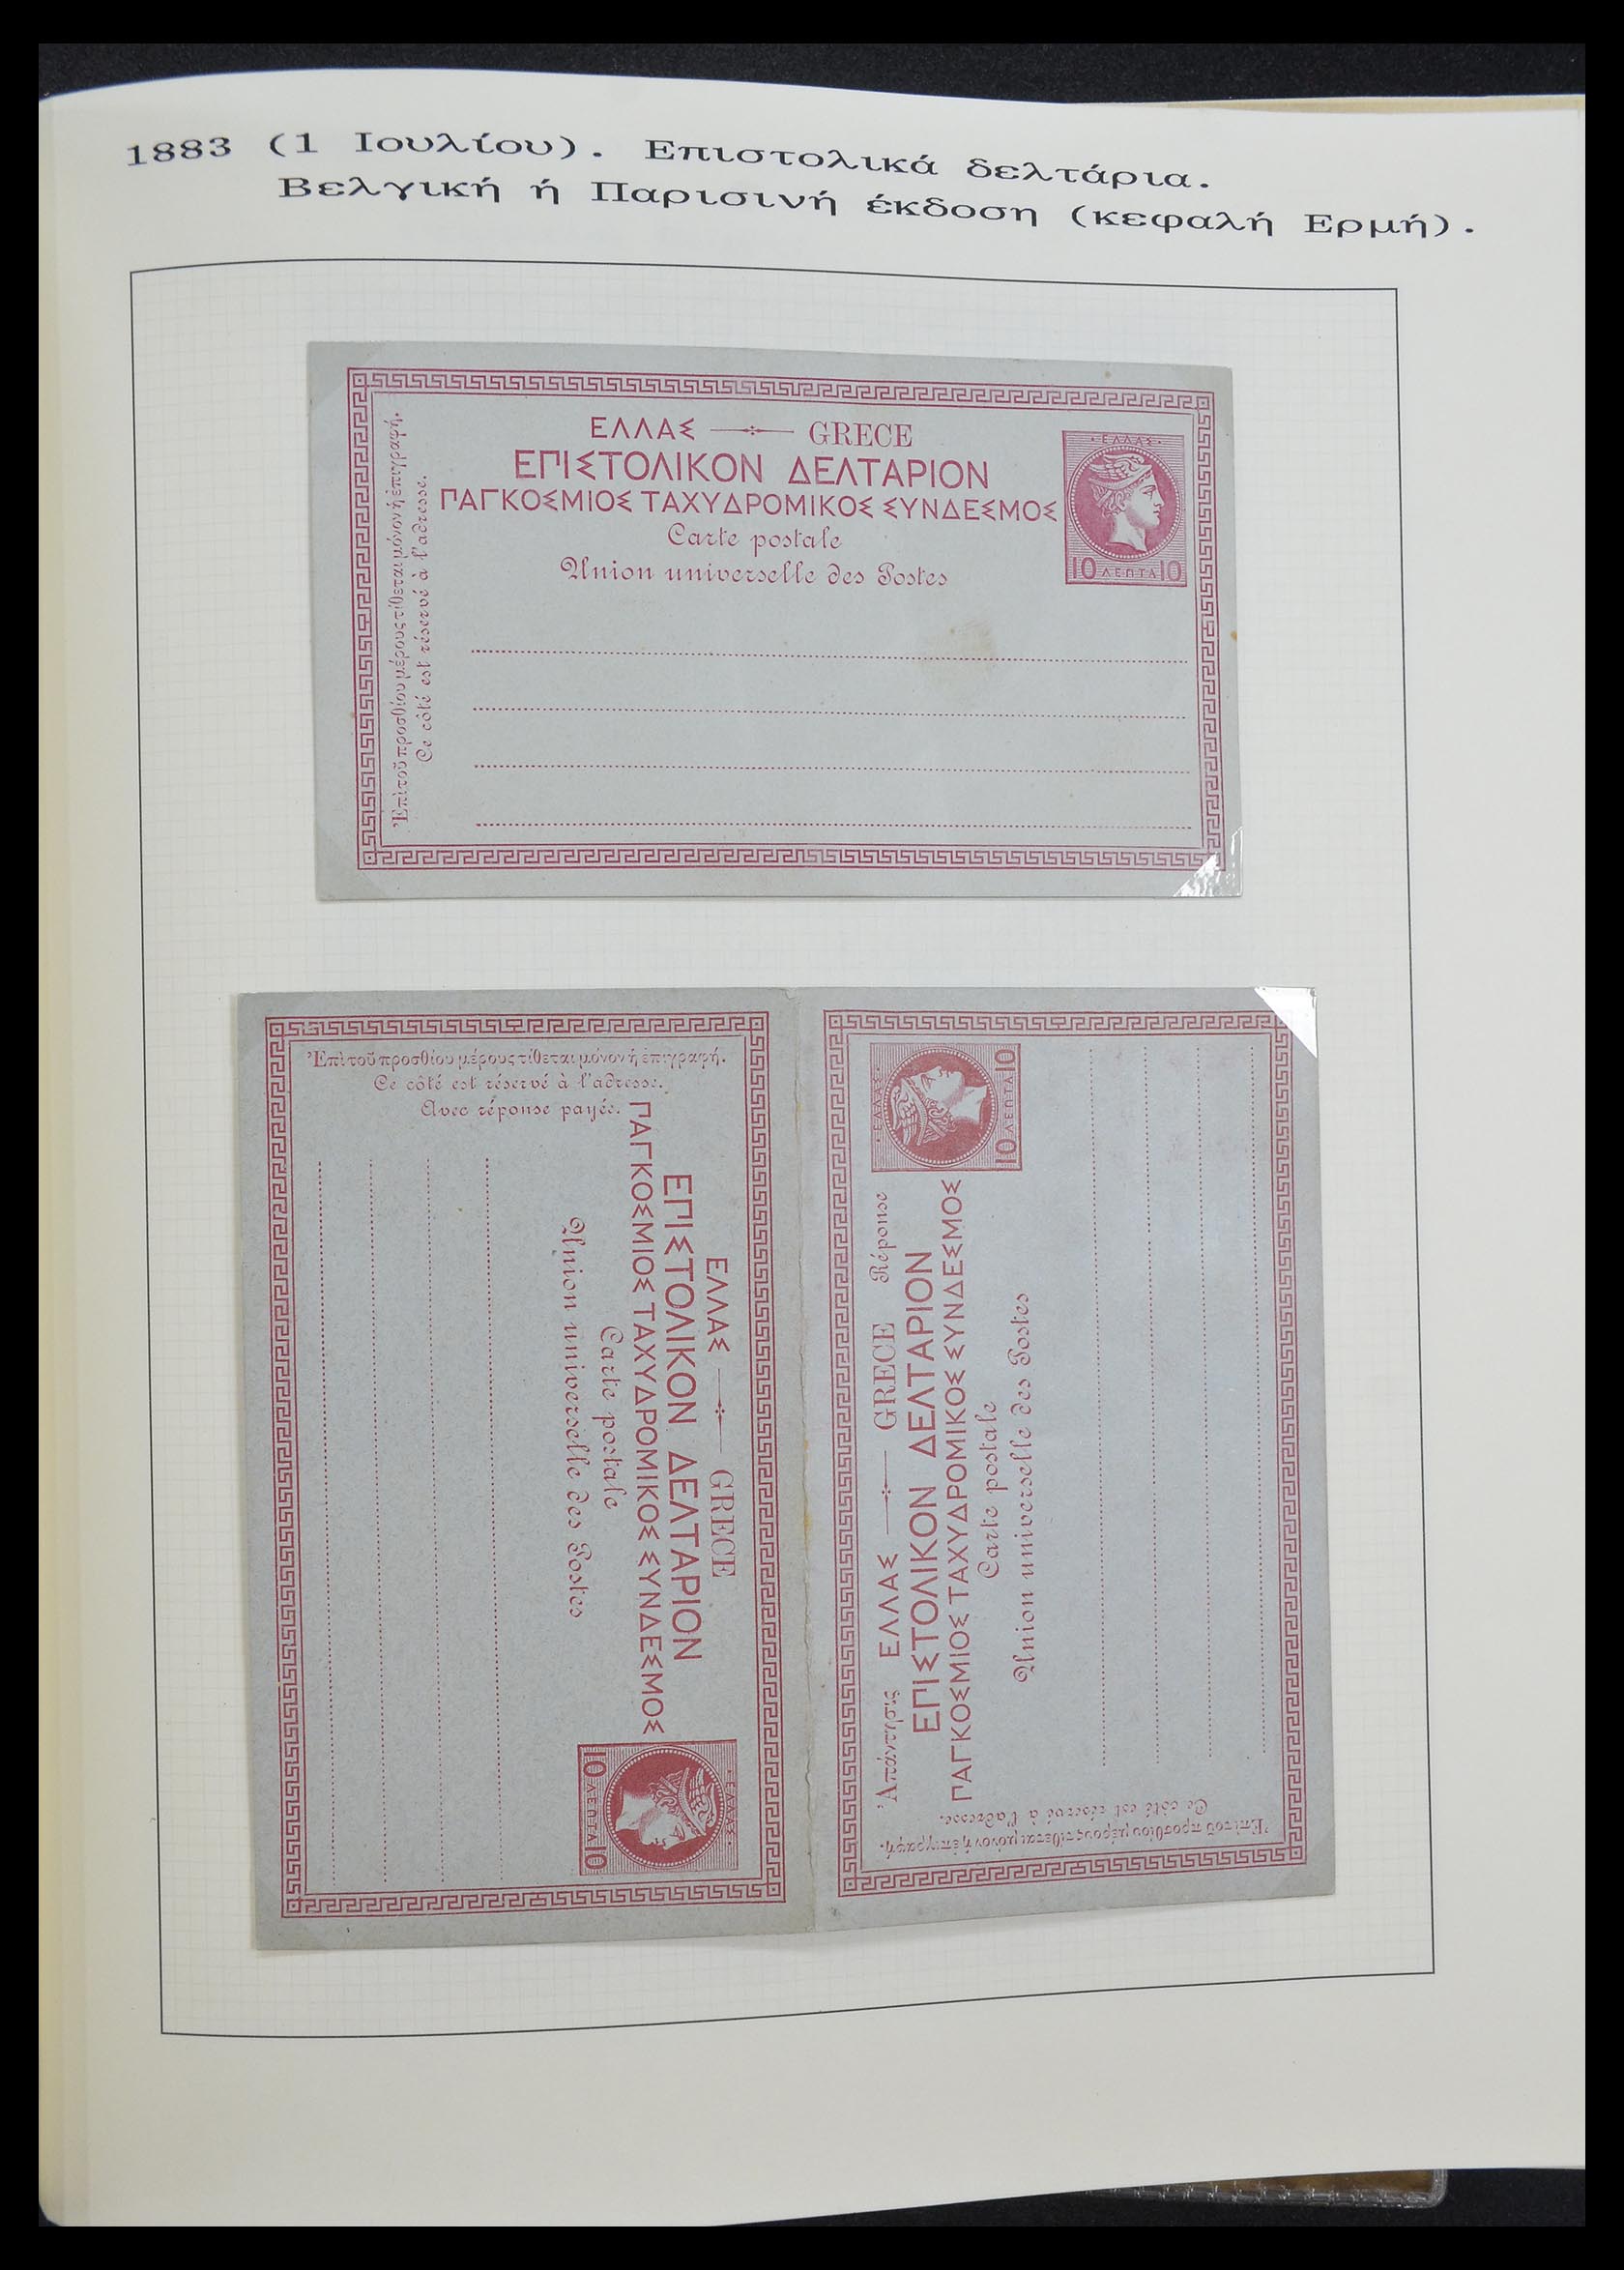 1883 (1 Ιουλίου). Επιστολικά δελτάρια.
Βελγική ή Παρισινή έκδοση (κεφαλή Ερμή).
ΕΛΛΑΣ GRECE
ΕΠΙΣΤΟΛΙΚΟΝ ΔΕΛΤΑΡΙΟΝ
ΠΑΓΚΟΣΜΙΟΣ ΤΑΧΥΔΡΟΜΙΚΟΣ ΣΥΝΔΕΣΜΟΣ
Carte postale
Union universelle des Postes
Ἐπὶ τοῦ προσθίου μέρους τίθεται μόνον ἡ ἐπιγραφή.
Ce côté est réservé à l'adresse.
ΕΛΛΑΣ
10 ΛΕΠΤΑ 10
Ἐπὶ τοῦ προσθίου μέρους τίθεται μόνον ἡ ἐπιγραφή.
Ce côté est réservé à l'adresse.
Avec réponse payée.
ΕΛΛΑΣ GRECE
ΕΠΙΣΤΟΛΙΚΟΝ ΔΕΛΤΑΡΙΟΝ
ΠΑΓΚΟΣΜΙΟΣ ΤΑΧΥΔΡΟΜΙΚΟΣ ΣΥΝΔΕΣΜΟΣ
Carte postale
Union universelle des Postes
ΕΛΛΑΣ
10 ΛΕΠΤΑ 10
Ἀπάντησις ΕΛΛΑΣ GRECE Réponse
ΕΠΙΣΤΟΛΙΚΟΝ ΔΕΛΤΑΡΙΟΝ
ΠΑΓΚΟΣΜΙΟΣ ΤΑΧΥΔΡΟΜΙΚΟΣ ΣΥΝΔΕΣΜΟΣ
Carte postale
Union universelle des Postes
ΕΛΛΑΣ
10 ΛΕΠΤΑ 10
Ἐπὶ τοῦ προσθίου μέρους τίθεται μόνον ἡ ἐπιγραφή.
Ce côté est réservé à l'adresse.